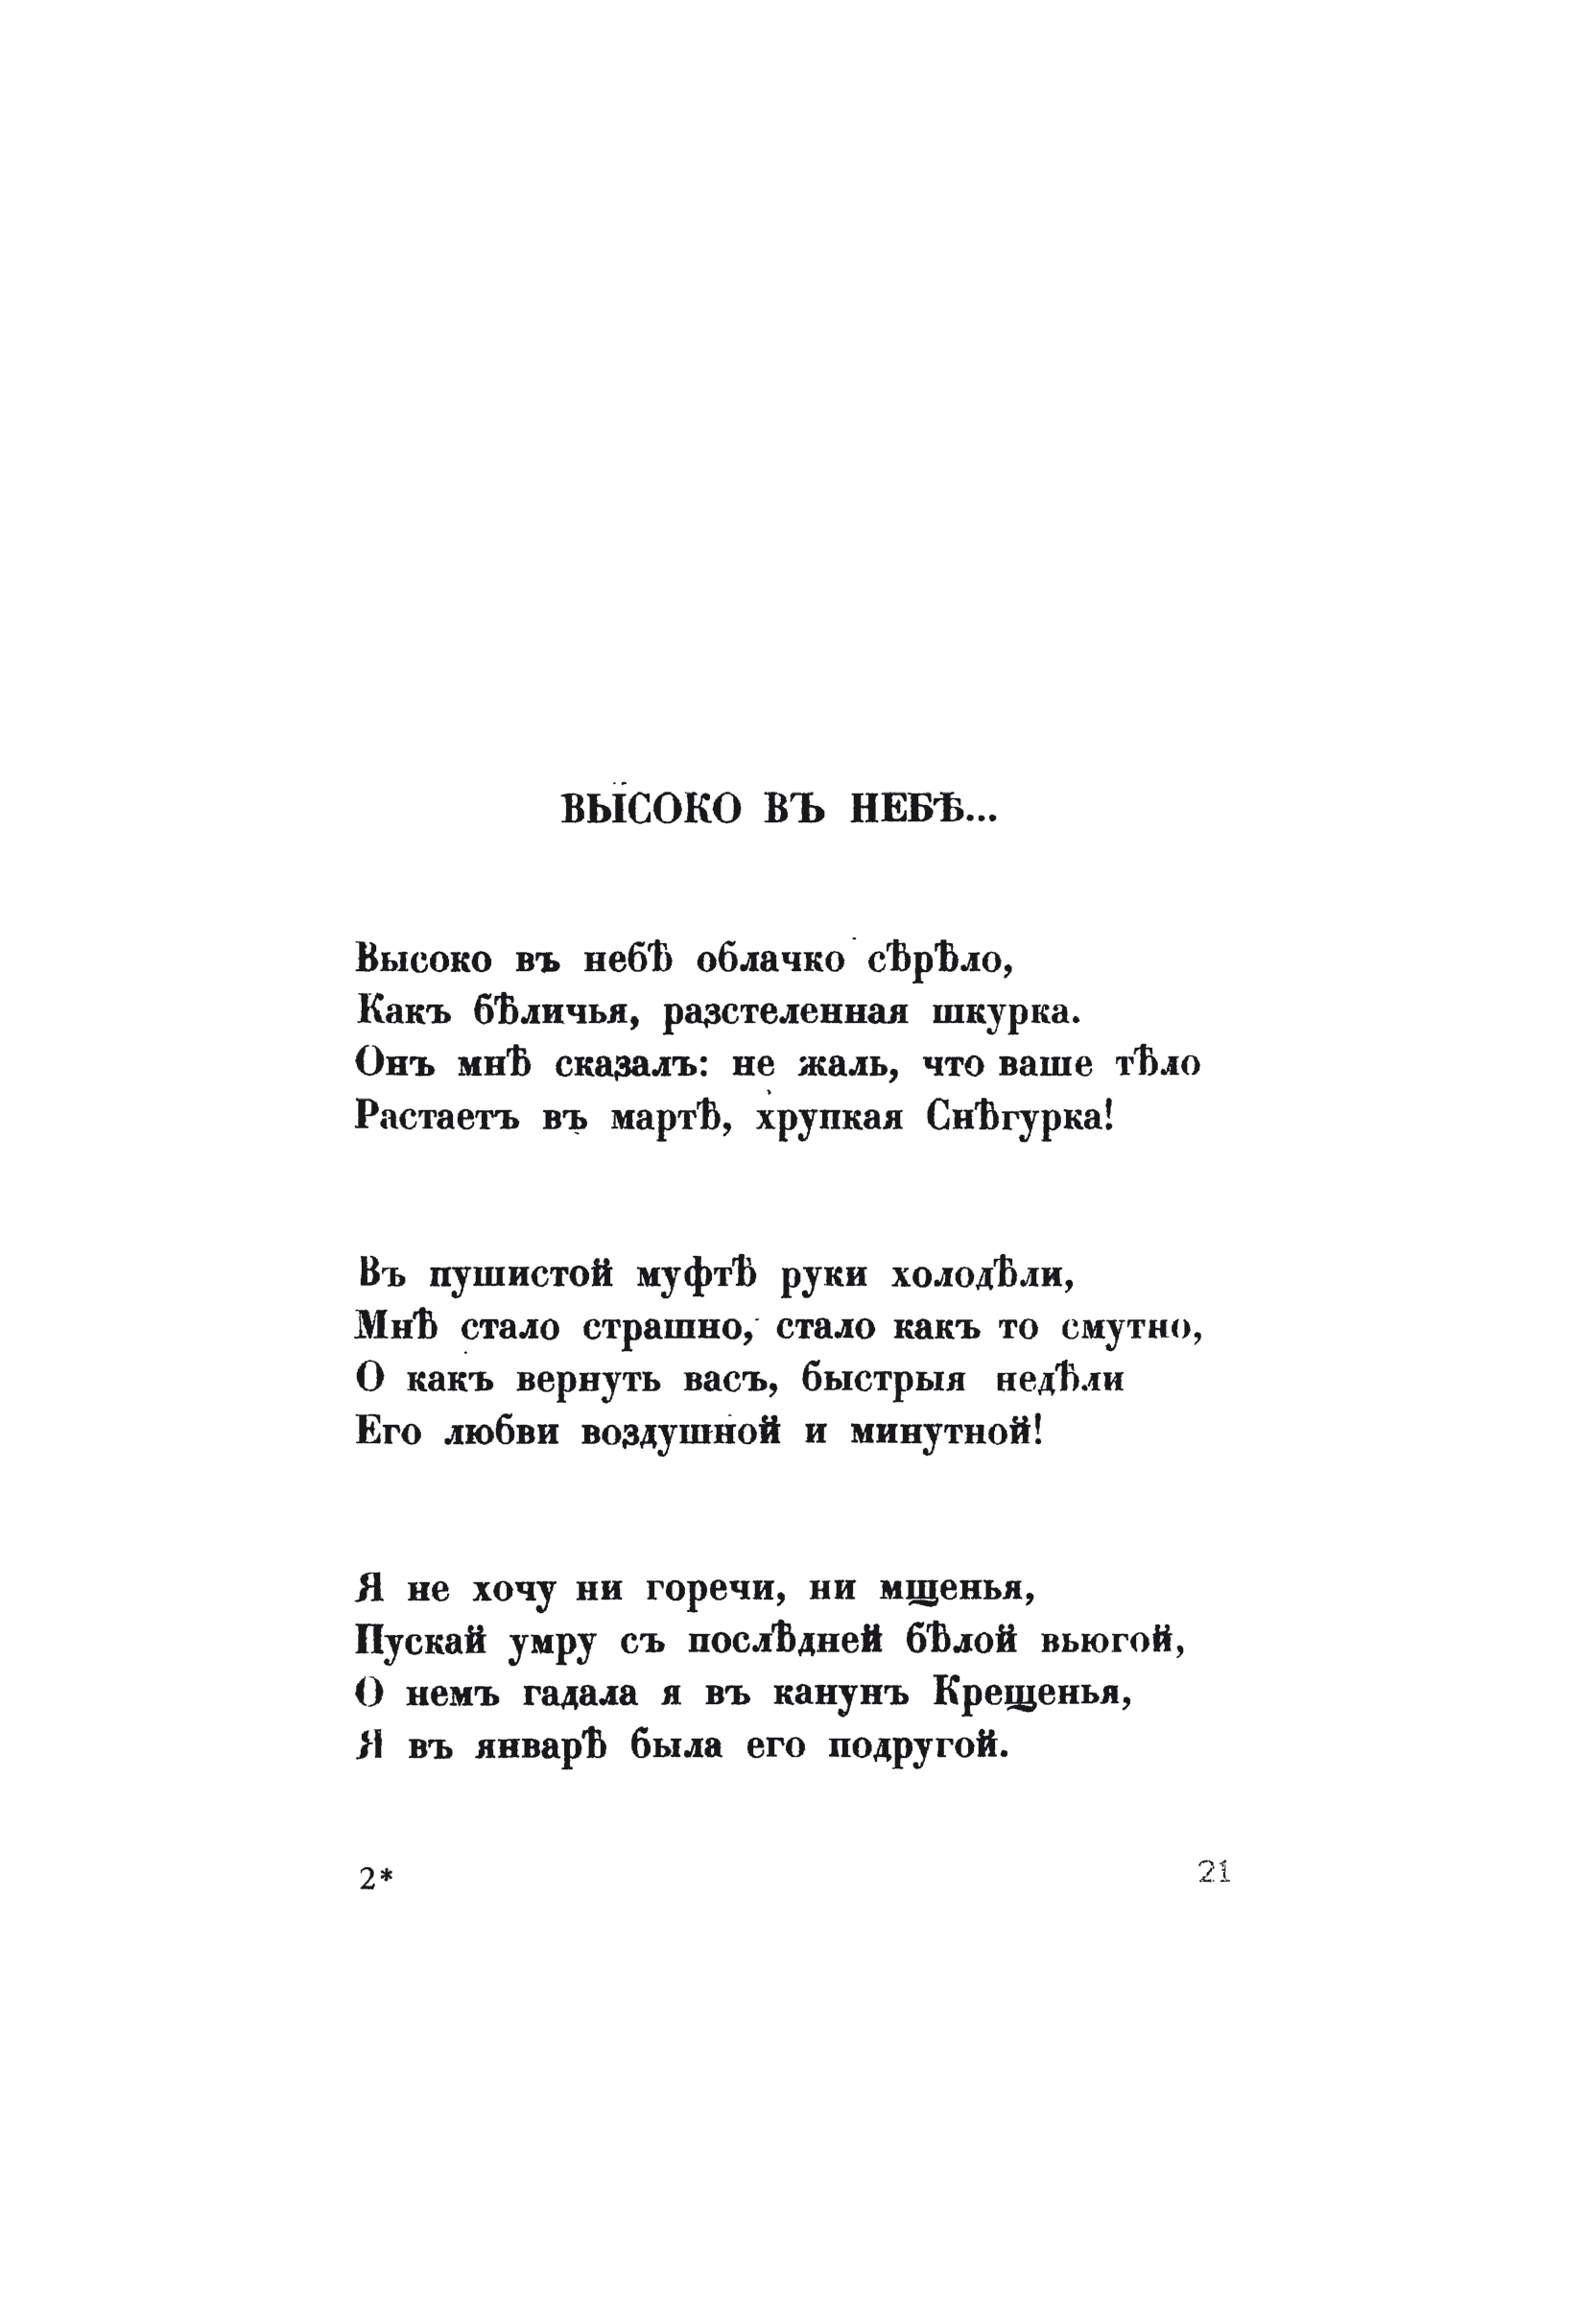 ВЫСОКО ВЪ НЕБѢ...
Высоко въ небѣ облачко сѣрѣло,
Какъ бѣличья, разстеленная шкурка.
Онъ мнѣ сказалъ: не жаль, что ваше тѣло
Растаетъ въ мартѣ, хрупкая Снѣгурка!
Въ пушистой муфтѣ руки холодѣли,
Мнѣ стало страшно, стало какъ то смутно,
О какъ вернуть васъ, быстрыя недѣли
Его любви воздушной и минутной!
Я не хочу ни горечи, ни мщенья,
Пускай умру съ послѣдней бѣлой вьюгой,
О немъ гадала я въ канунъ Крещенья,
Я въ январѣ была его подругой.
2*
21